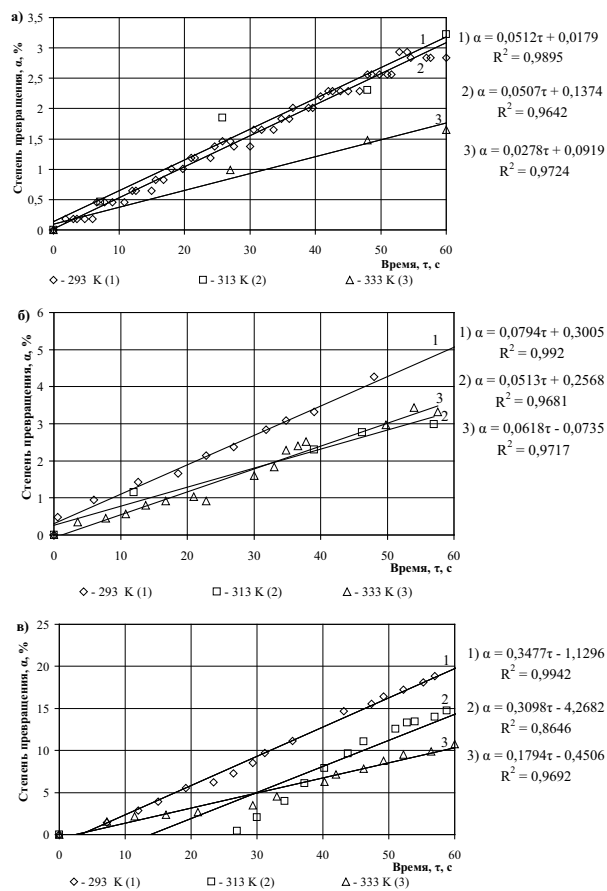 а)
Степень превращения, α, %
3,5
3
2,5
2
1,5
1
0,5
0
0 10 20 30 40 50 60
Время, τ, с
1
2
3
◇ - 293 K (1) □ - 313 K (2) △ - 333 K (3)
1) α = 0,0512τ + 0,0179
R² = 0,9895
2) α = 0,0507τ + 0,1374
R² = 0,9642
3) α = 0,0278τ + 0,0919
R² = 0,9724
б)
Степень превращения, α, %
6
5
4
3
2
1
0
0 10 20 30 40 50 60
Время, τ, с
1
3
2
◇ - 293 K (1) □ - 313 K (2) △ - 333 K (3)
1) α = 0,0794τ + 0,3005
R² = 0,992
2) α = 0,0513τ + 0,2568
R² = 0,9681
3) α = 0,0618τ - 0,0735
R² = 0,9717
в)
Степень превращения, α, %
25
20
15
10
5
0
0 10 20 30 40 50 60
Время, τ, с
1
2
3
◇ - 293 K (1) □ - 313 K (2) △ - 333 K (3)
1) α = 0,3477τ - 1,1296
R² = 0,9942
2) α = 0,3098τ - 4,2682
R² = 0,8646
3) α = 0,1794τ - 0,4506
R² = 0,9692